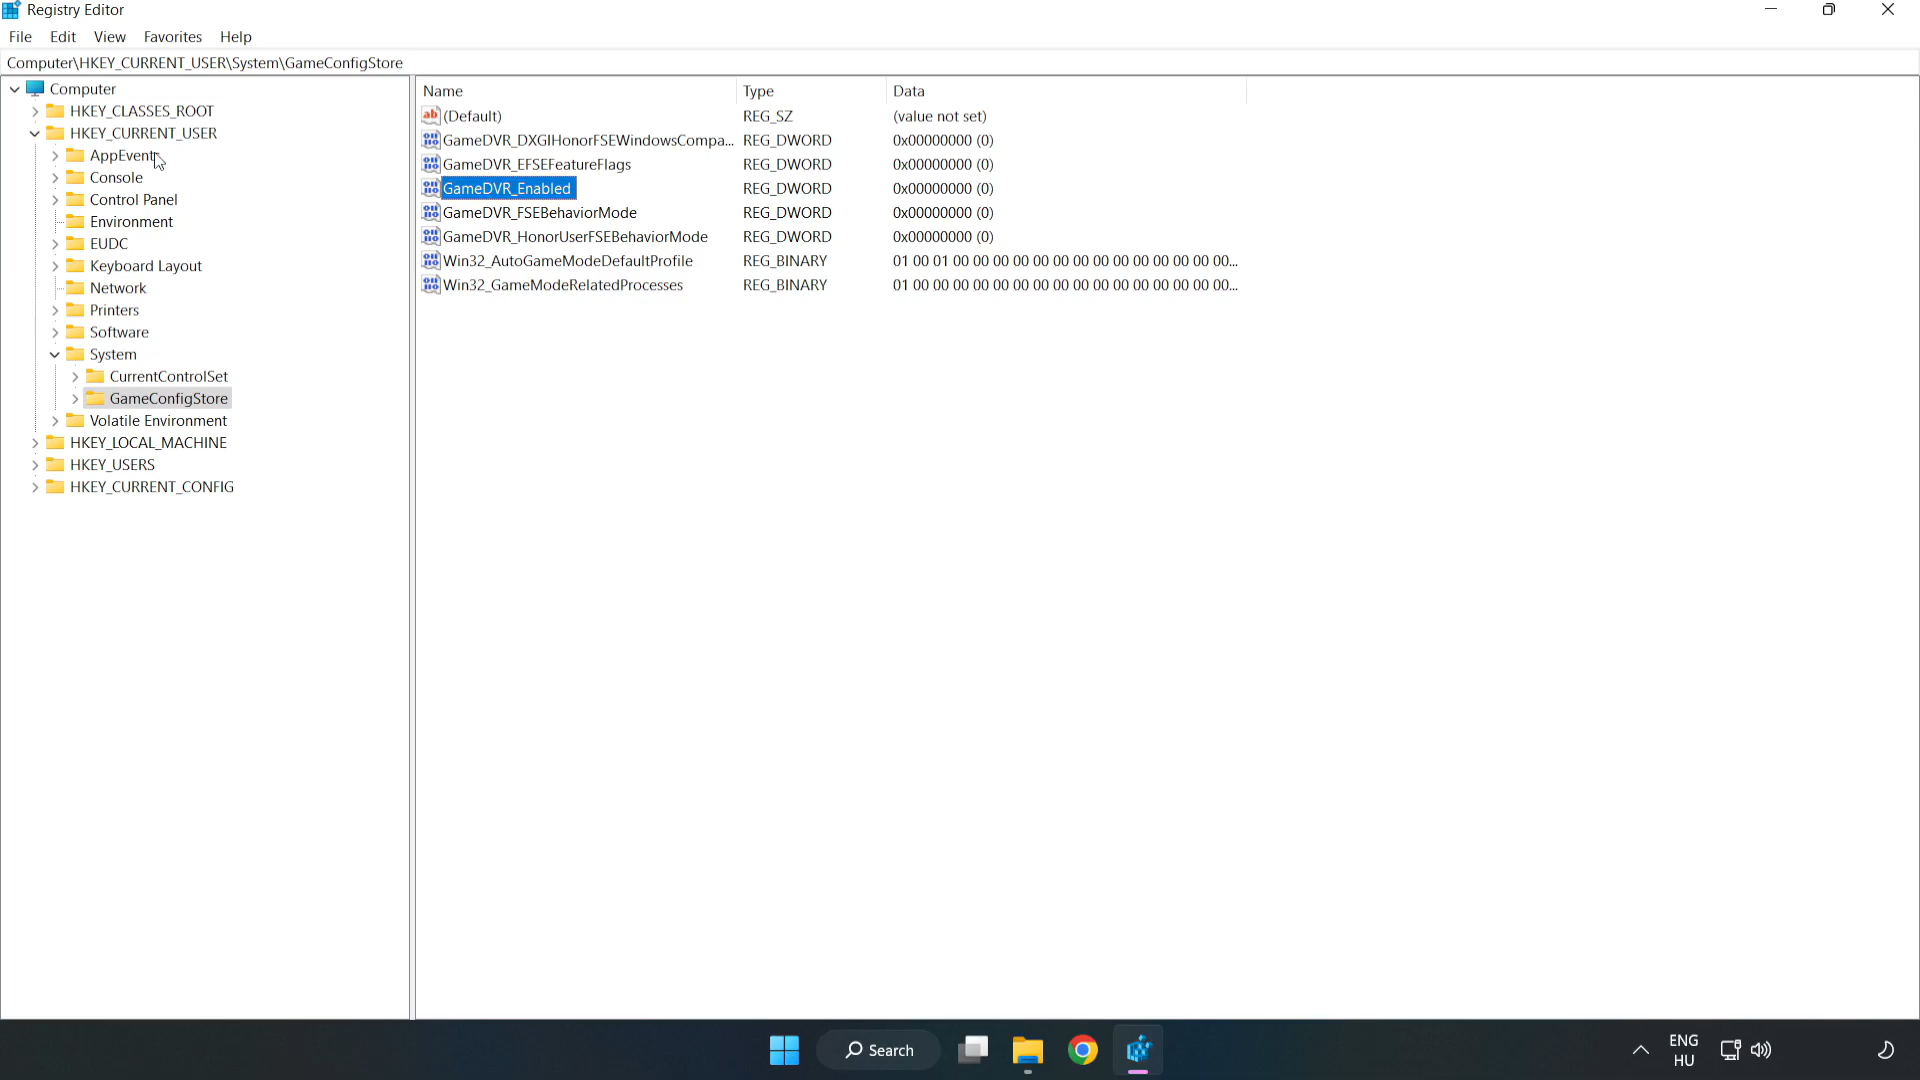 Registry Editor
File Edit View Favorites Help
Computer\HKEY_CURRENT_USER\System\GameConfigStore
Computer
HKEY_CLASSES_ROOT
HKEY_CURRENT_USER
AppEvents
Console
Control Panel
Environment
EUDC
Keyboard Layout
Network
Printers
Software
System
CurrentControlSet
GameConfigStore
Volatile Environment
HKEY_LOCAL_MACHINE
HKEY_USERS
HKEY_CURRENT_CONFIG
Name Type Data
(Default) REG_SZ (value not set)
GameDVR_DXGIHonorFSEWindowsCompa... REG_DWORD 0x00000000 (0)
GameDVR_EFSEFeatureFlags REG_DWORD 0x00000000 (0)
GameDVR_Enabled REG_DWORD 0x00000000 (0)
GameDVR_FSEBehaviorMode REG_DWORD 0x00000000 (0)
GameDVR_HonorUserFSEBehaviorMode REG_DWORD 0x00000000 (0)
Win32_AutoGameModeDefaultProfile REG_BINARY 01 00 01 00 00 00 00 00 00 00 00 00 00 00 00 00 00...
Win32_GameModeRelatedProcesses REG_BINARY 01 00 00 00 00 00 00 00 00 00 00 00 00 00 00 00 00...
Search
ENG
HU